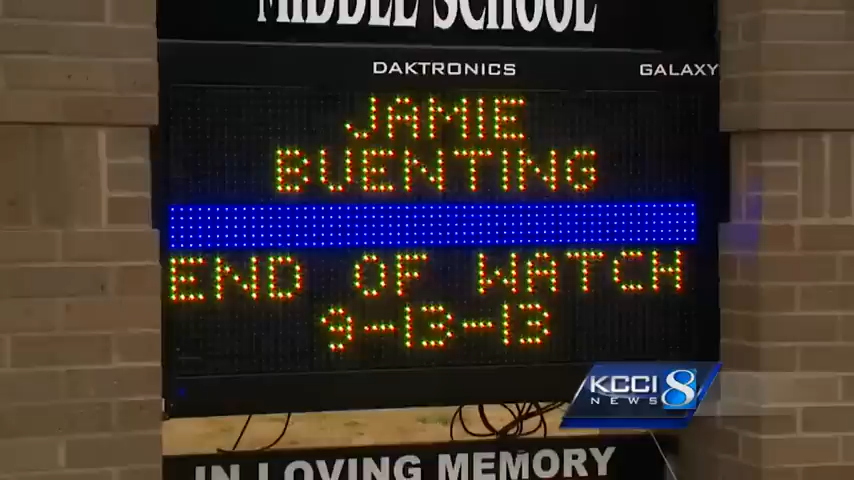 MIDDLE SCHOOL
DAKTRONICS GALAXY
JAMIE
BUENTING
END OF WATCH
9-13-13
KCCI 8
NEWS
IN LOVING MEMORY